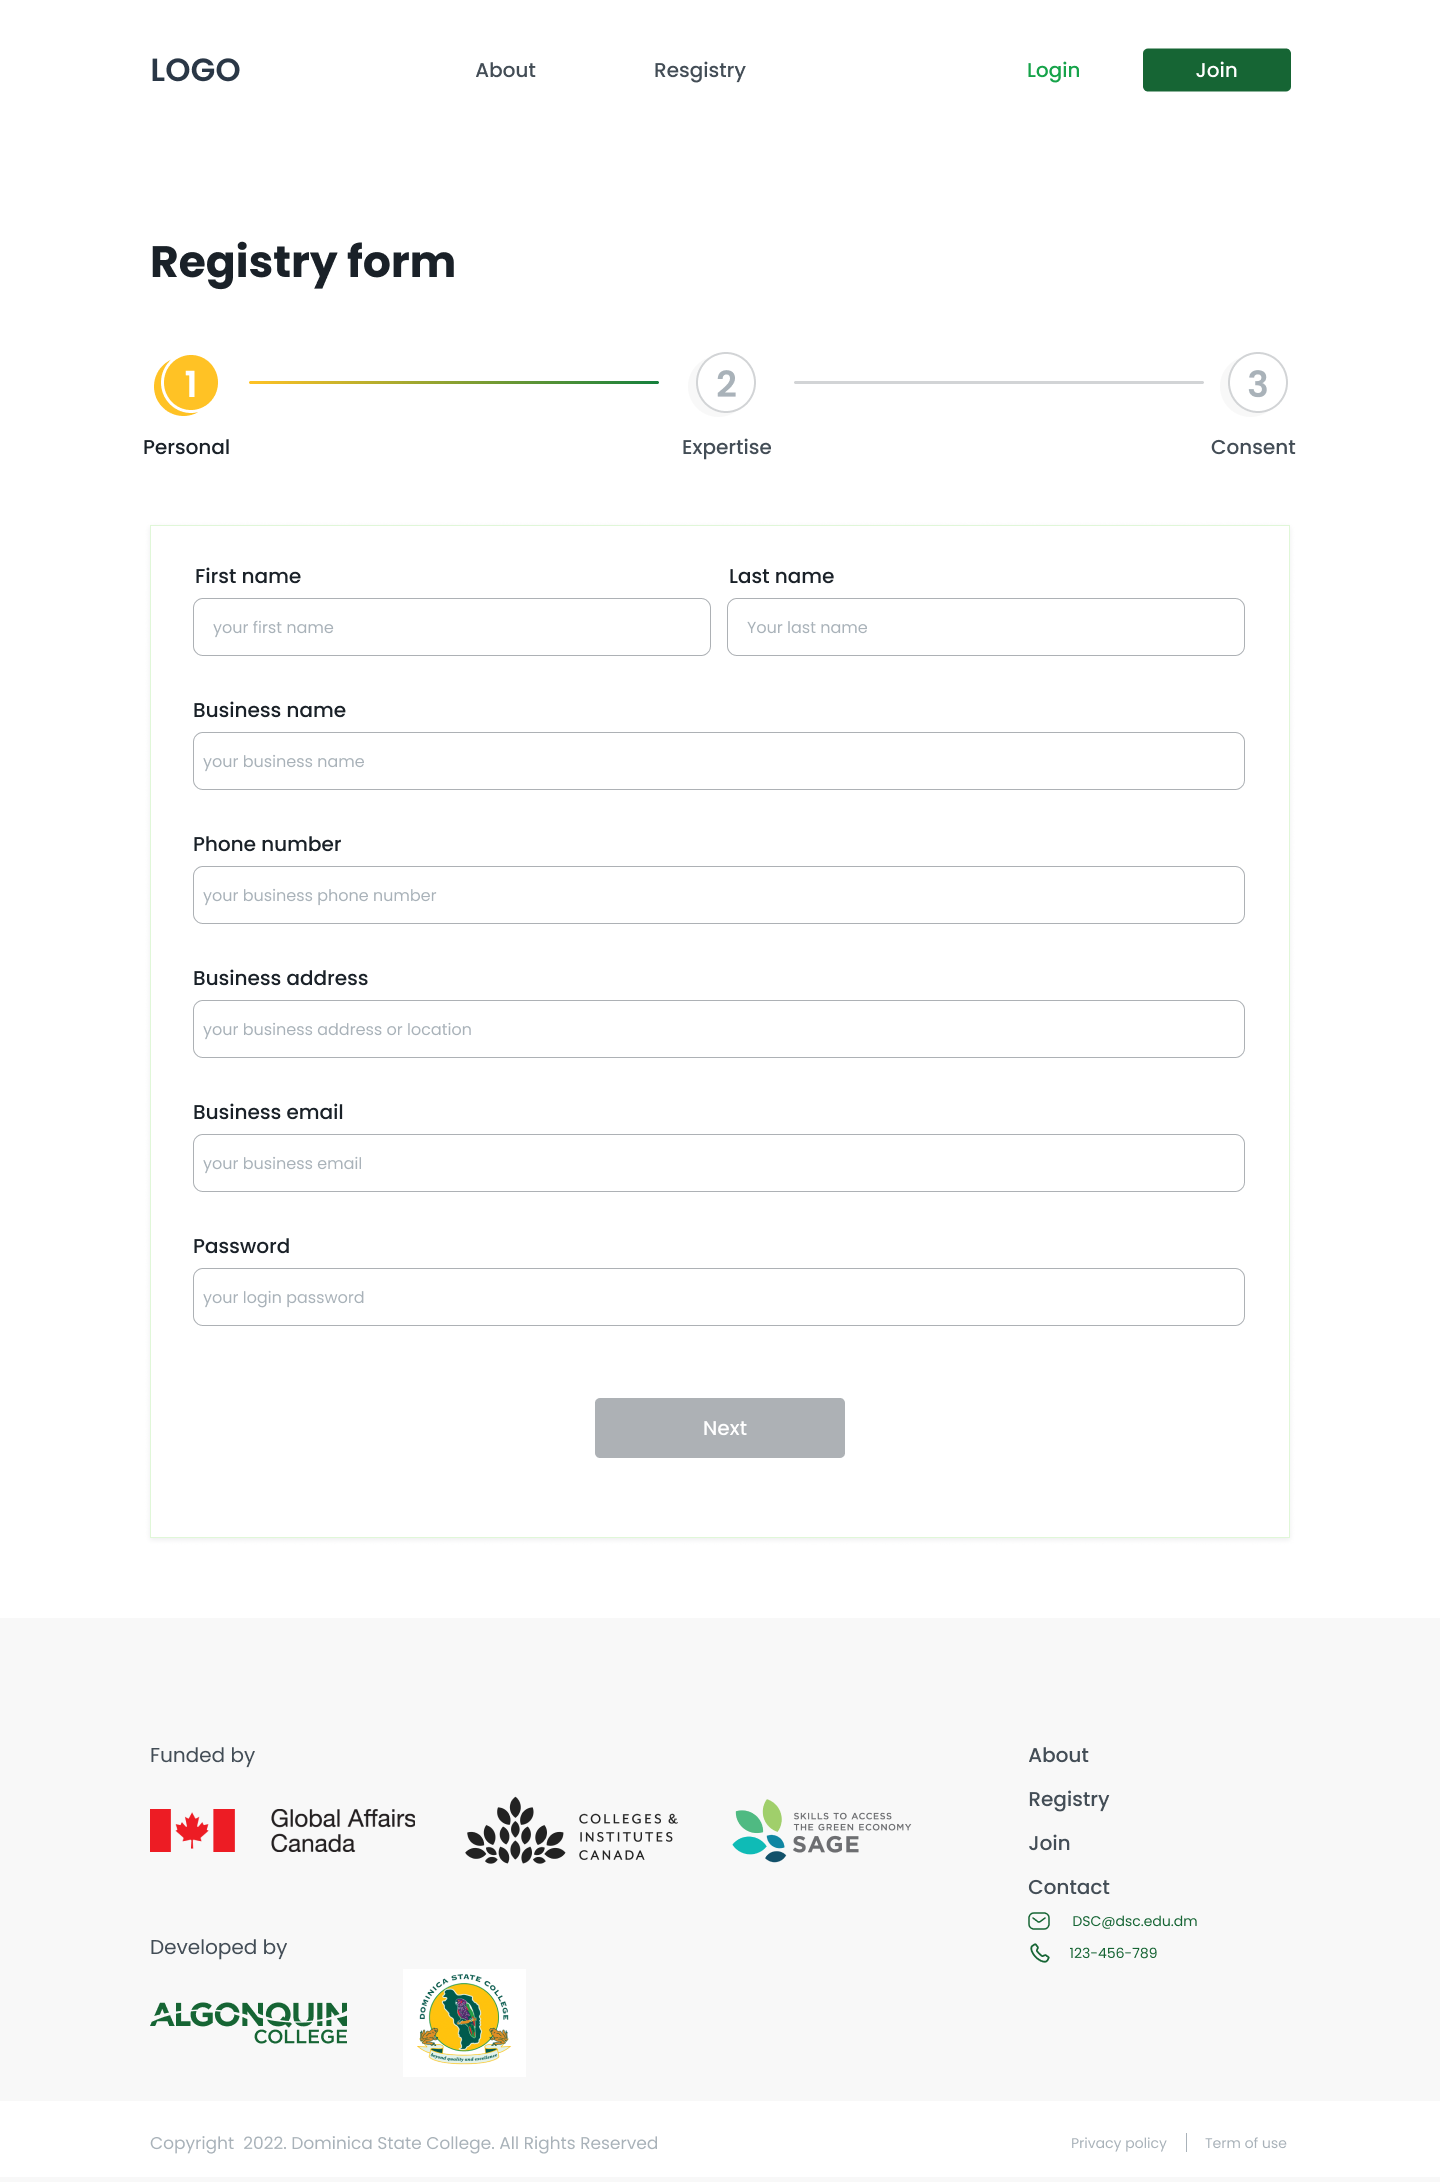 LOGO
About
Resgistry
Login
Join
Registry form
1
2
3
Personal
Expertise
Consent
First name
Last name
your first name
Your last name
Business name
your business name
Phone number
your business phone number
Business address
your business address or location
Business email
your business email
Password
your login password
Next
Funded by
Global Affairs
Canada
COLLEGES &
INSTITUTES
CANADA
SKILLS TO ACCESS
THE GREEN ECONOMY
SAGE
About
Registry
Join
Contact
DSC@dsc.edu.dm
123-456-789
Developed by
ALGONQUIN
COLLEGE
DOMINICA STATE COLLEGE
beyond quality and excellence
Copyright  2022. Dominica State College. All Rights Reserved
Privacy policy
Term of use